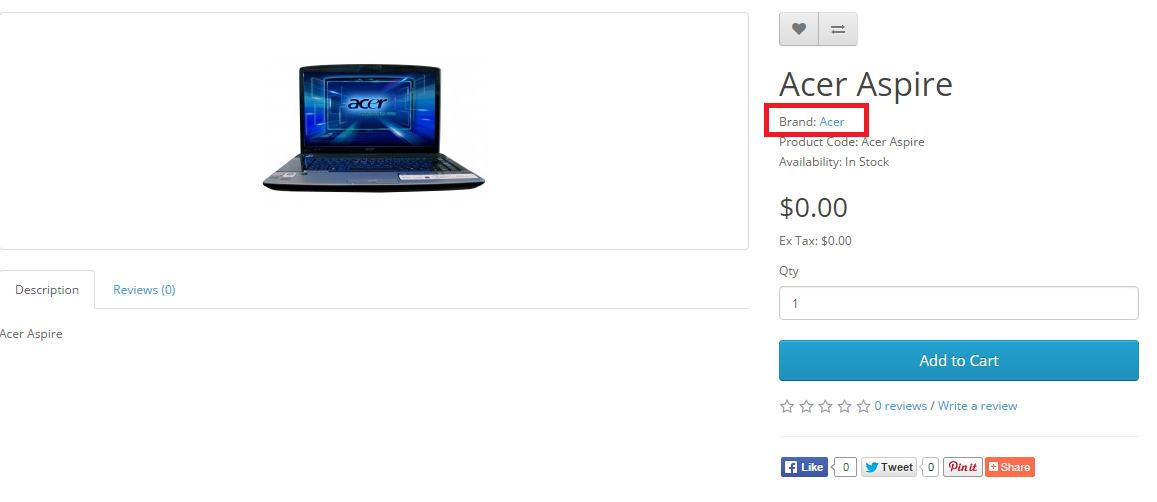 acer
Acer Aspire
Brand: Acer
Product Code: Acer Aspire
Availability: In Stock
$0.00
Ex Tax: $0.00
Qty
1
Add to Cart
0 reviews / Write a review
Like 0 Tweet 0 Pin it Share
Description Reviews (0)
Acer Aspire